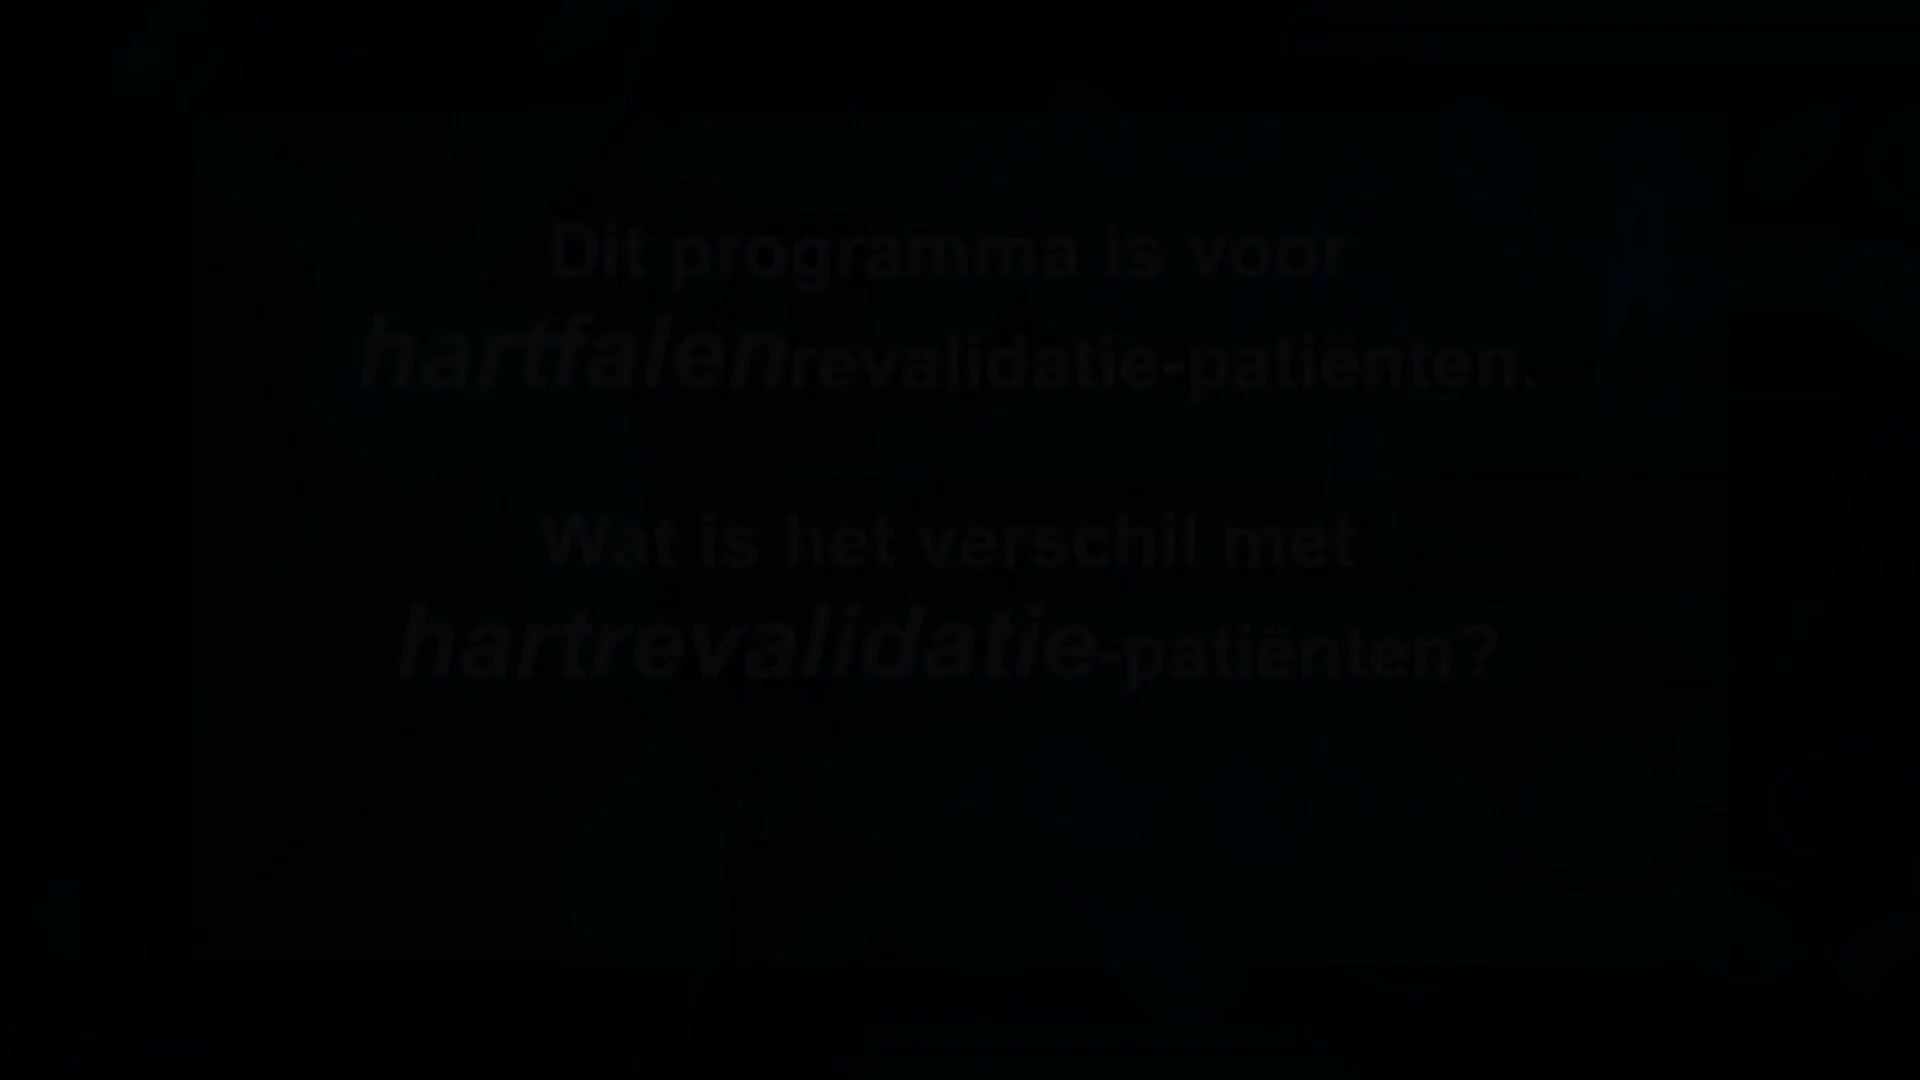 Dit programma is voor
hartfalenrevalidatie-patiënten.
Wat is het verschil met
hartrevalidatie-patiënten?